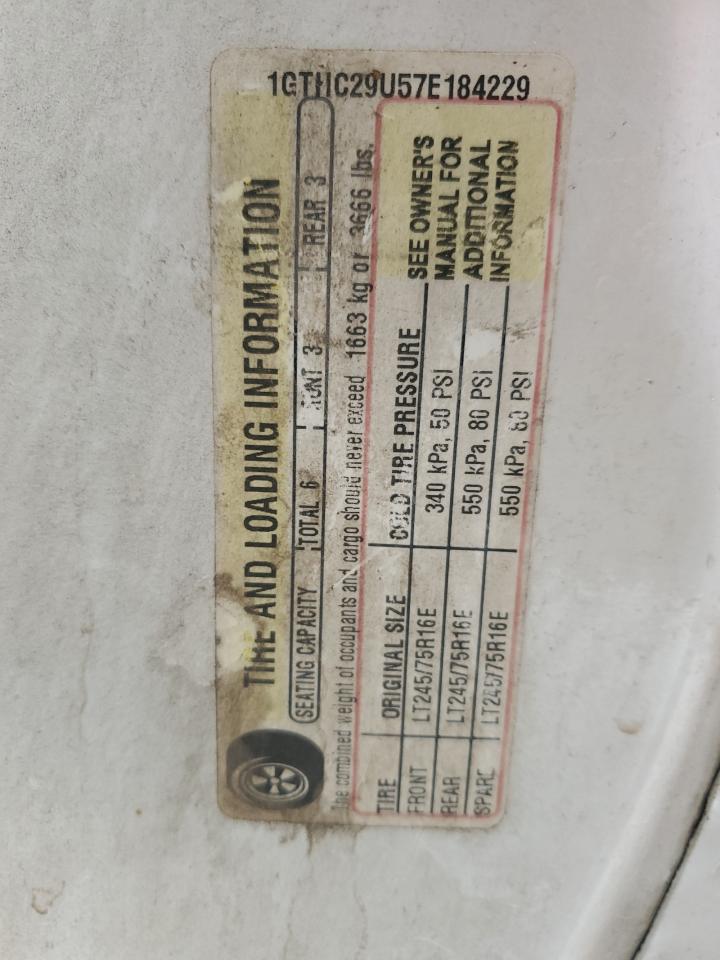 1GTHC29U57E184229
TIRE AND LOADING INFORMATION
SEATING CAPACITY TOTAL 6 FRONT 3 REAR 3
The combined weight of occupants and cargo should never exceed 1663 kg or 3666 lbs.
TIRE ORIGINAL SIZE COLD TIRE PRESSURE
FRONT LT245/75R16E 340 kPa, 50 PSI
REAR LT245/75R16E 550 kPa, 80 PSI
SPARE LT245/75R16E 550 kPa, 80 PSI
SEE OWNER'S
MANUAL FOR
ADDITIONAL
INFORMATION